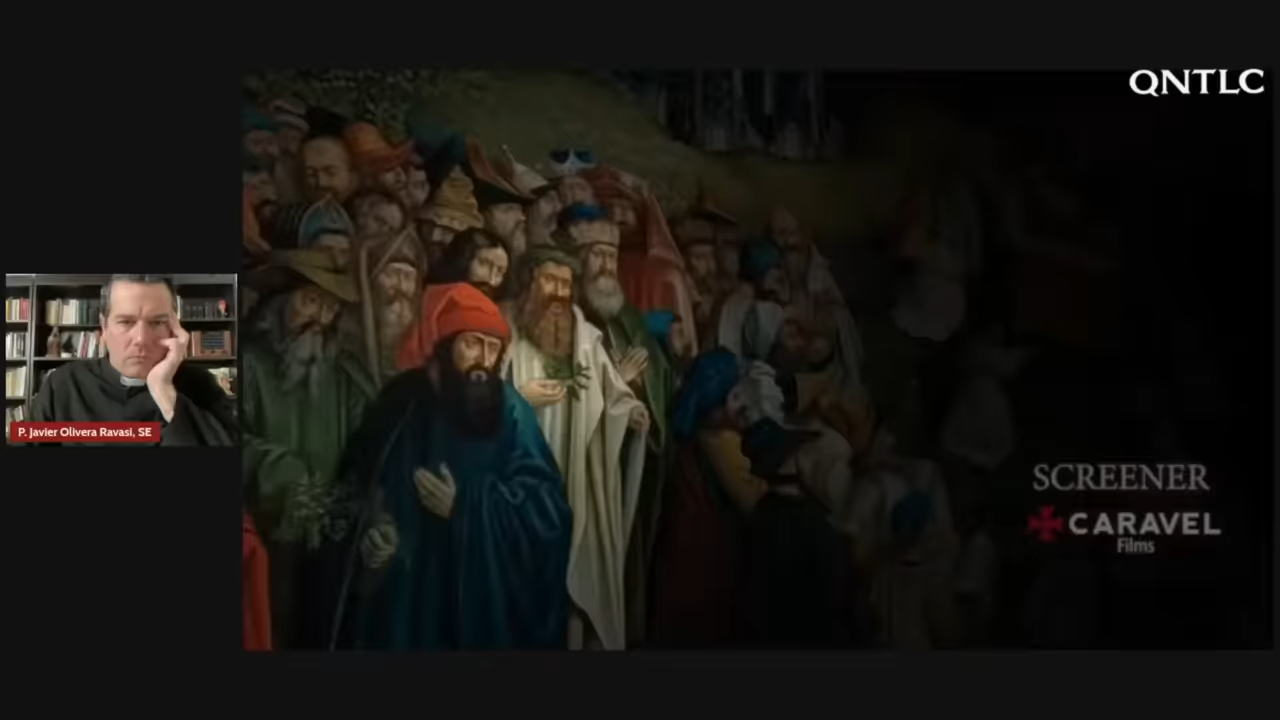 QNTLC
P. Javier Olivera Ravasi, SE
SCREENER
CARAVEL
Films